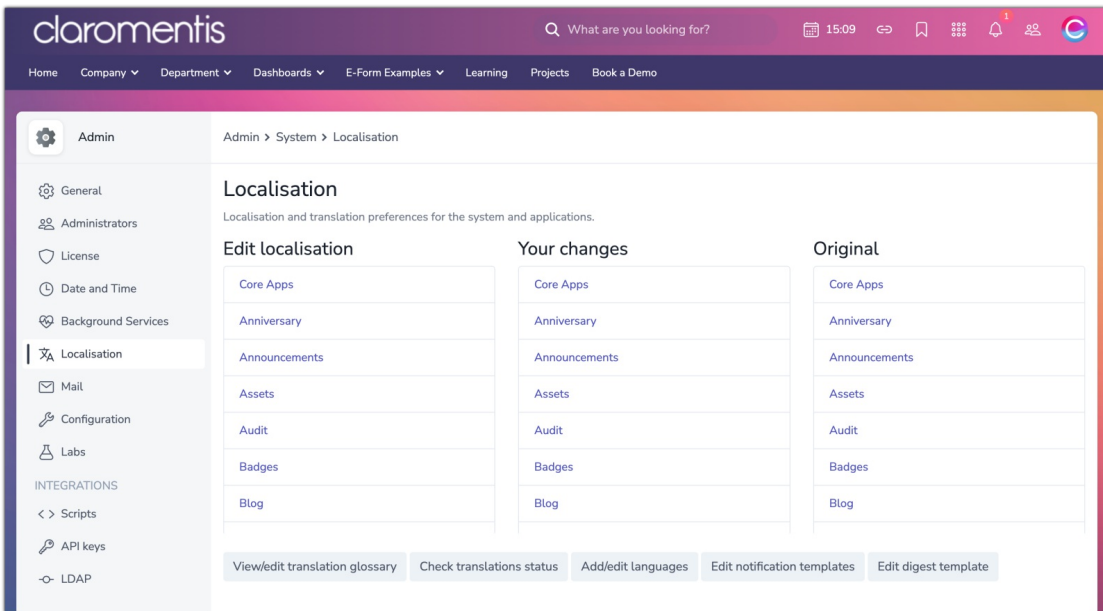 claromentis
What are you looking for?
15:09
1
Home Company Department Dashboards E-Form Examples Learning Projects Book a Demo
Admin
General
Administrators
License
Date and Time
Background Services
Localisation
Mail
Configuration
Labs
INTEGRATIONS
Scripts
API keys
LDAP
Admin > System > Localisation
Localisation
Localisation and translation preferences for the system and applications.
Edit localisation
Core Apps
Anniversary
Announcements
Assets
Audit
Badges
Blog
Your changes
Core Apps
Anniversary
Announcements
Assets
Audit
Badges
Blog
Original
Core Apps
Anniversary
Announcements
Assets
Audit
Badges
Blog
View/edit translation glossary Check translations status Add/edit languages Edit notification templates Edit digest template